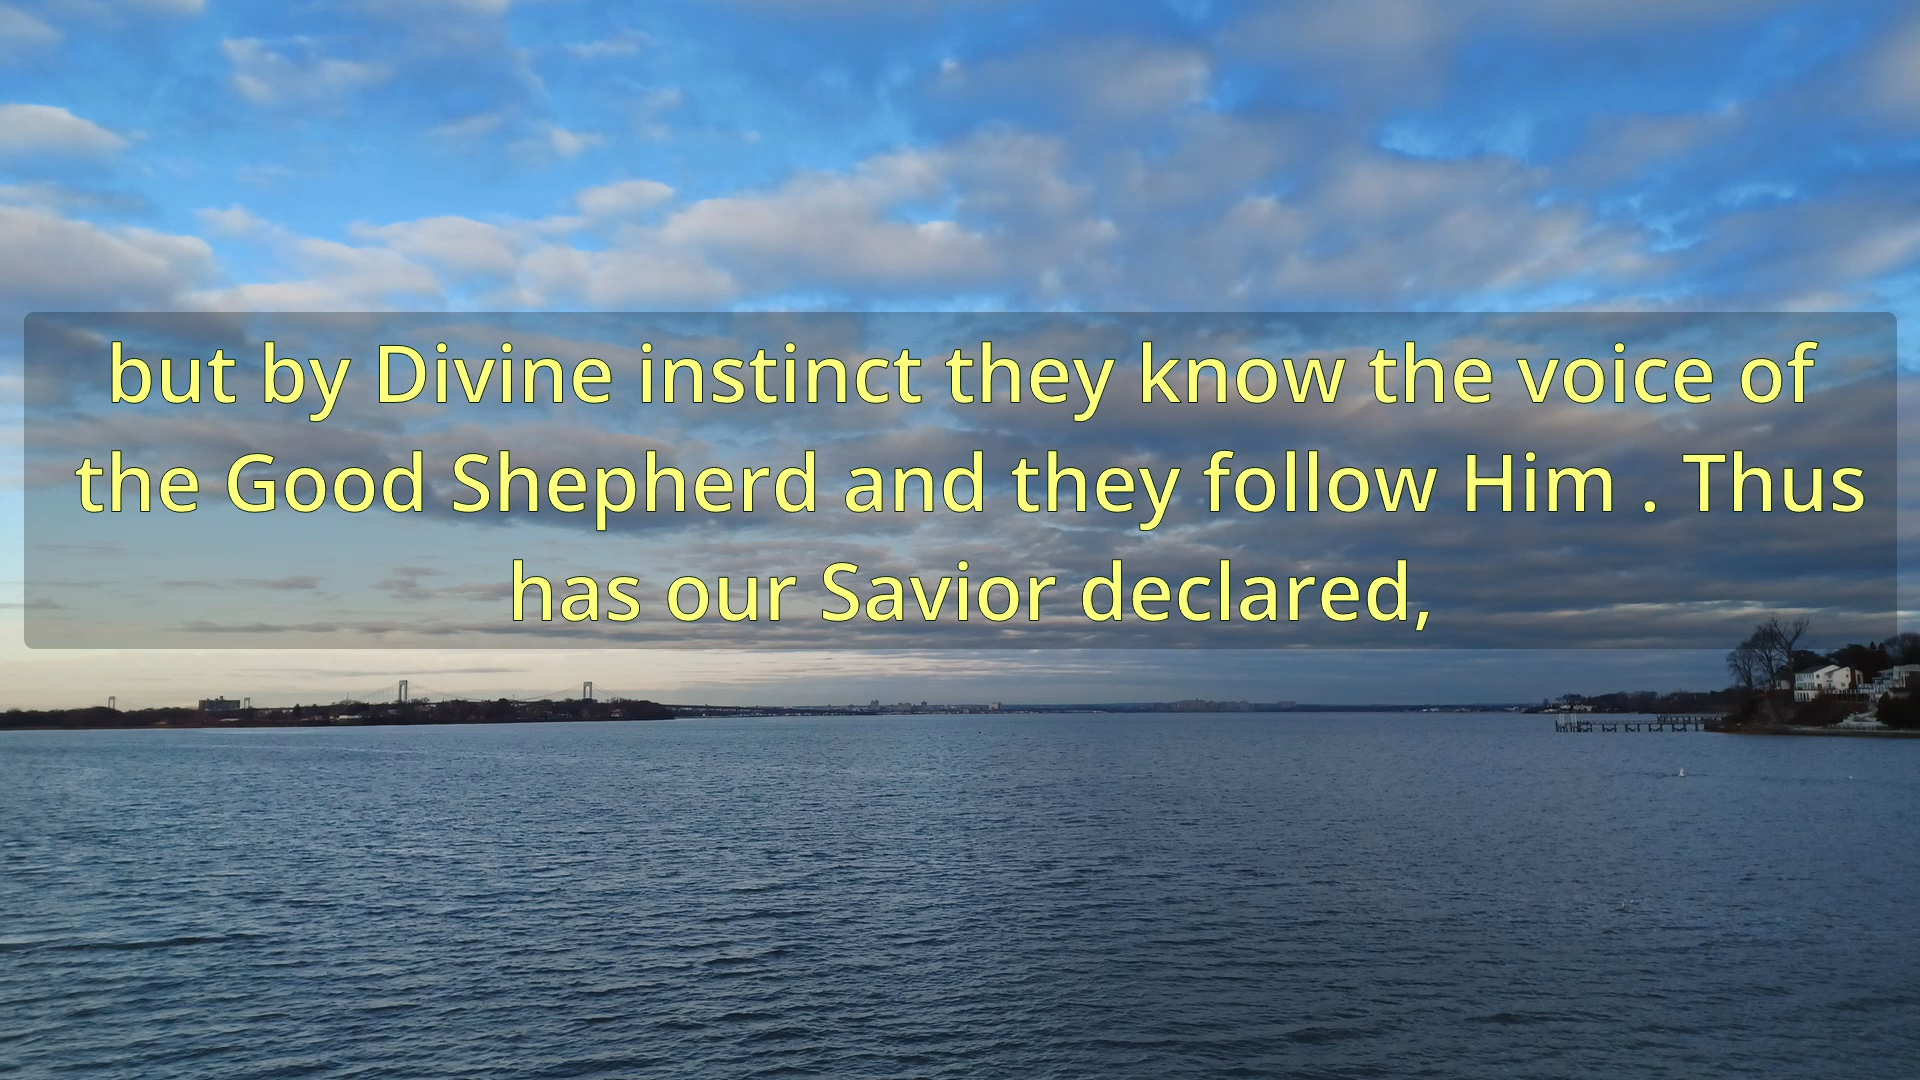 but by Divine instinct they know the voice of
the Good Shepherd and they follow Him . Thus
has our Savior declared,